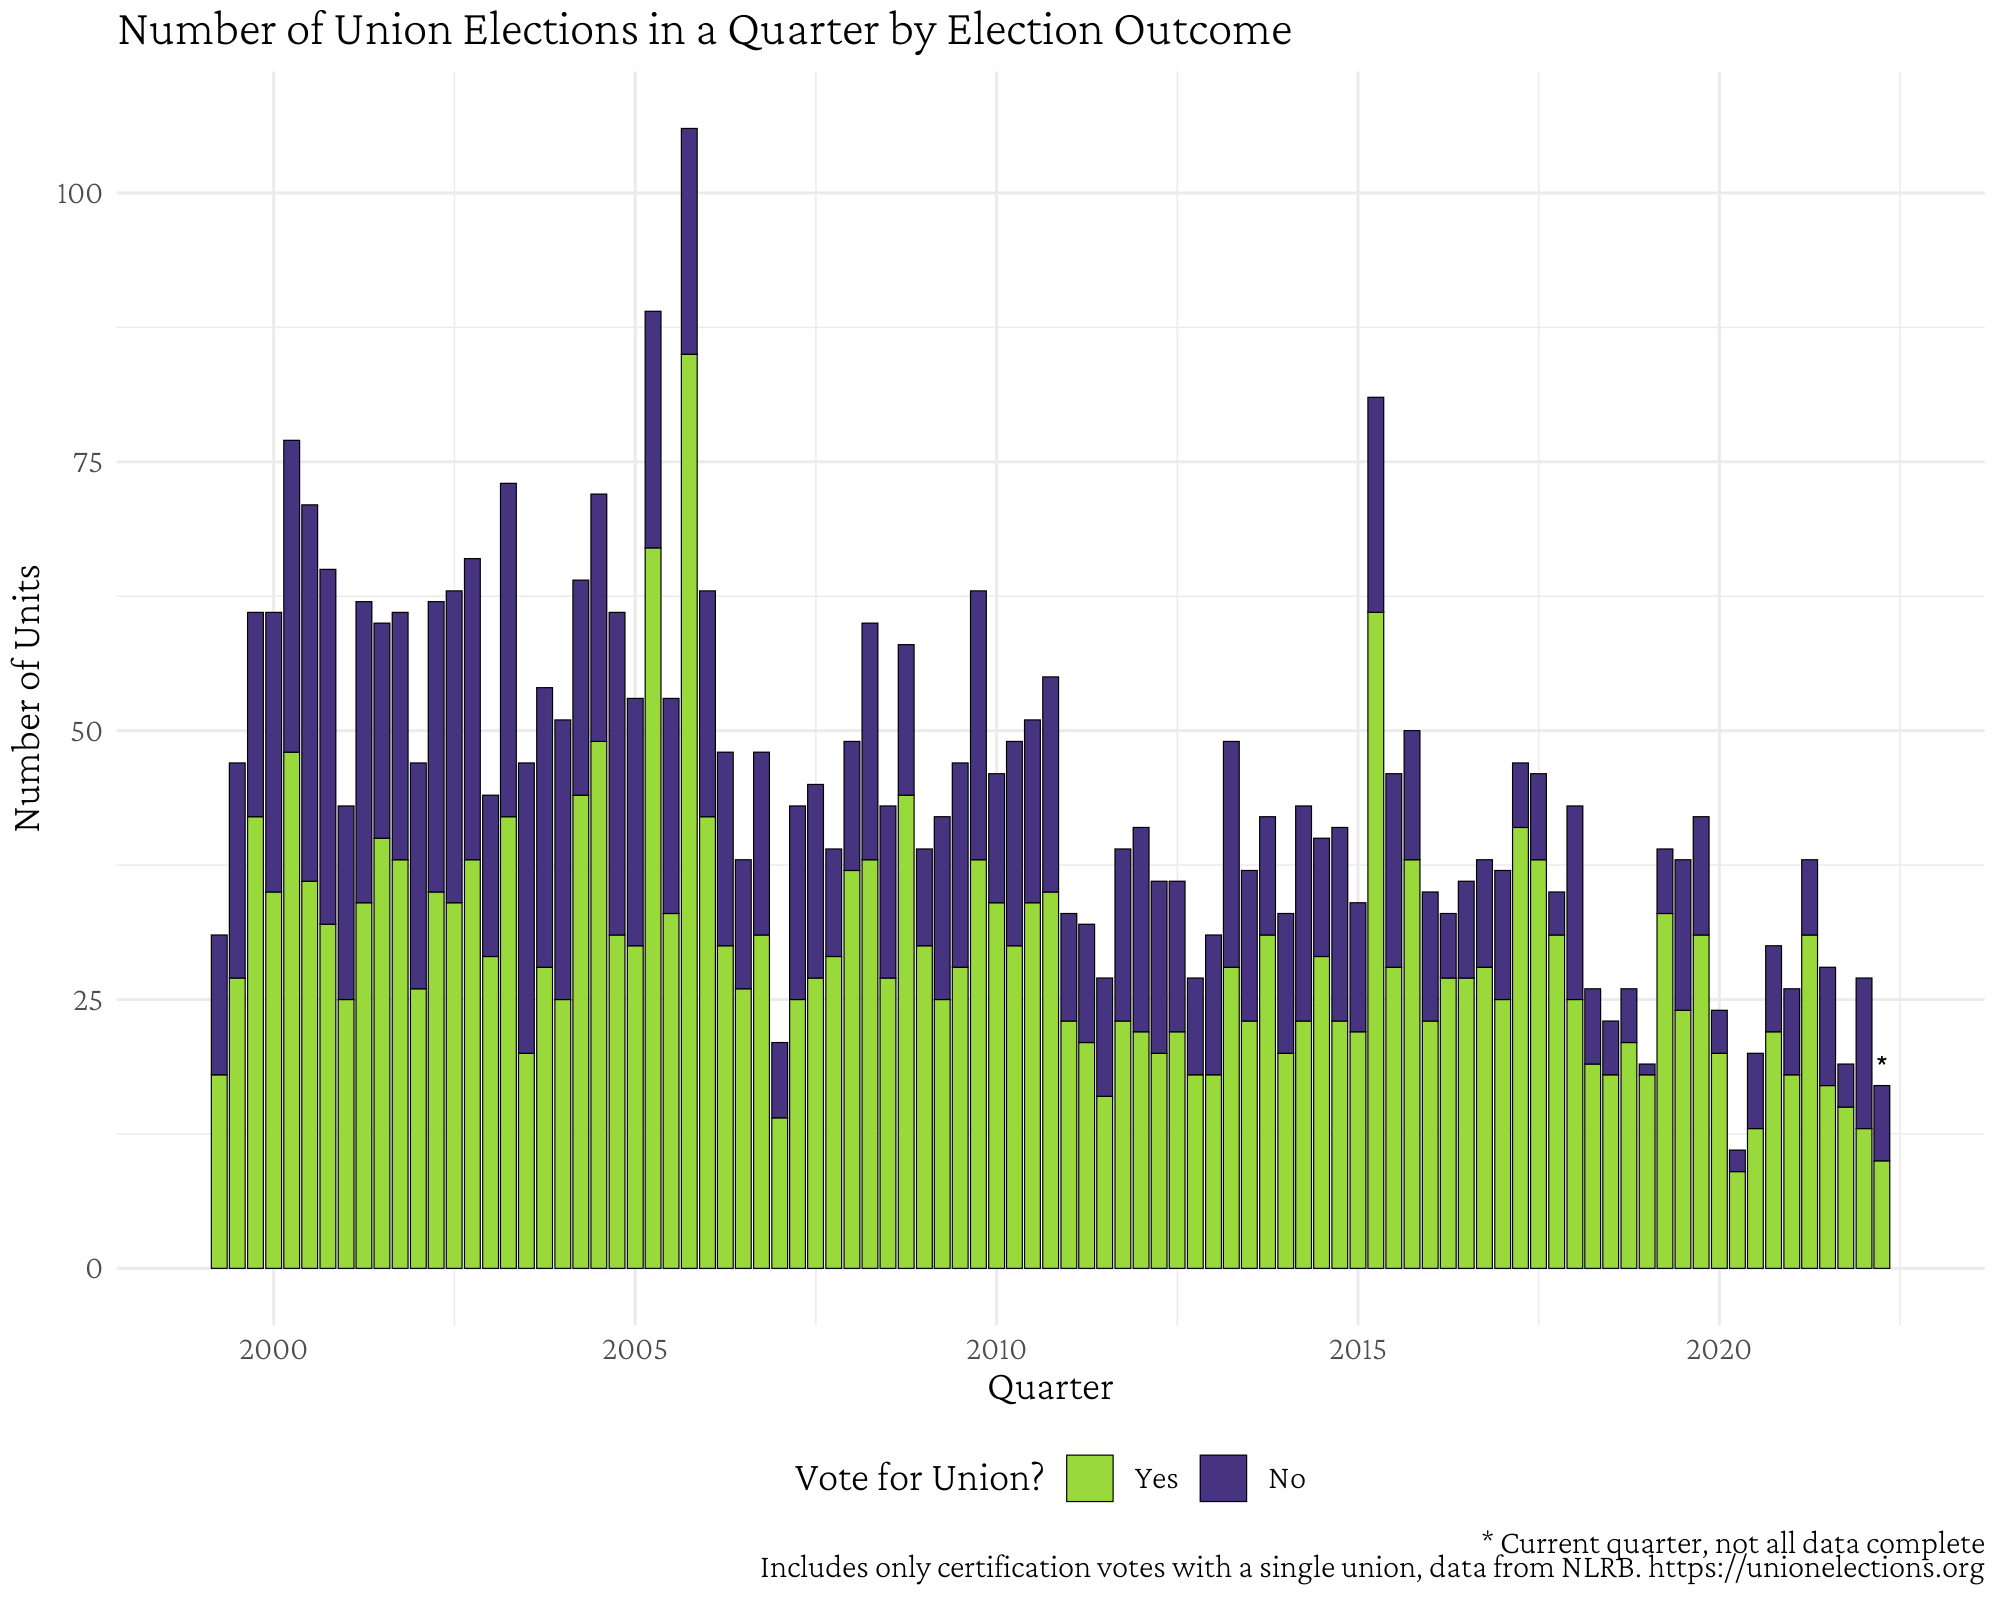 Number of Union Elections in a Quarter by Election Outcome
100
75
50
25
0
Number of Units
*
2000 2005 2010 2015 2020
Quarter
Vote for Union? Yes No
* Current quarter, not all data complete
Includes only certification votes with a single union, data from NLRB. https://unionelections.org